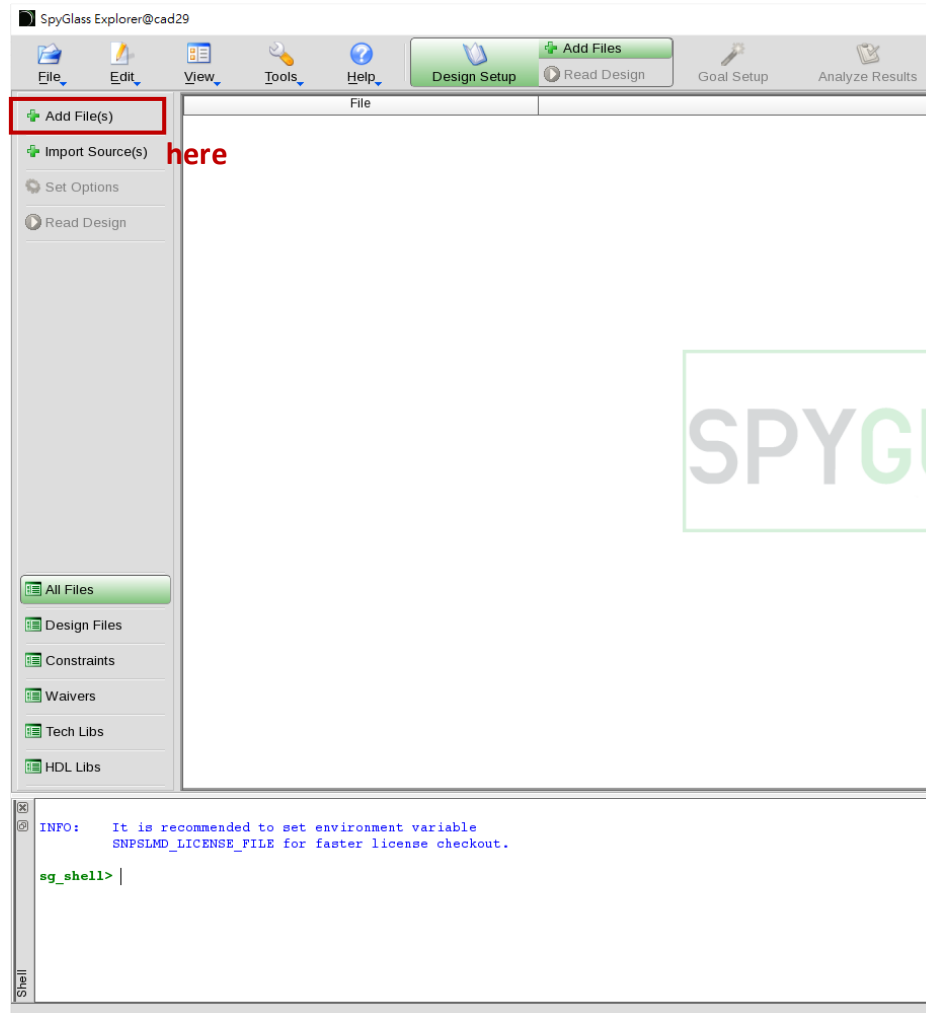 SpyGlass Explorer@cad29
File Edit View Tools Help Design Setup Add Files Read Design Goal Setup Analyze Results
Add File(s)
File
Import Source(s)
here
Set Options
Read Design
SPYG
All Files
Design Files
Constraints
Waivers
Tech Libs
HDL Libs
INFO: It is recommended to set environment variable
SNPSLMD_LICENSE_FILE for faster license checkout.
sg_shell>
Shell